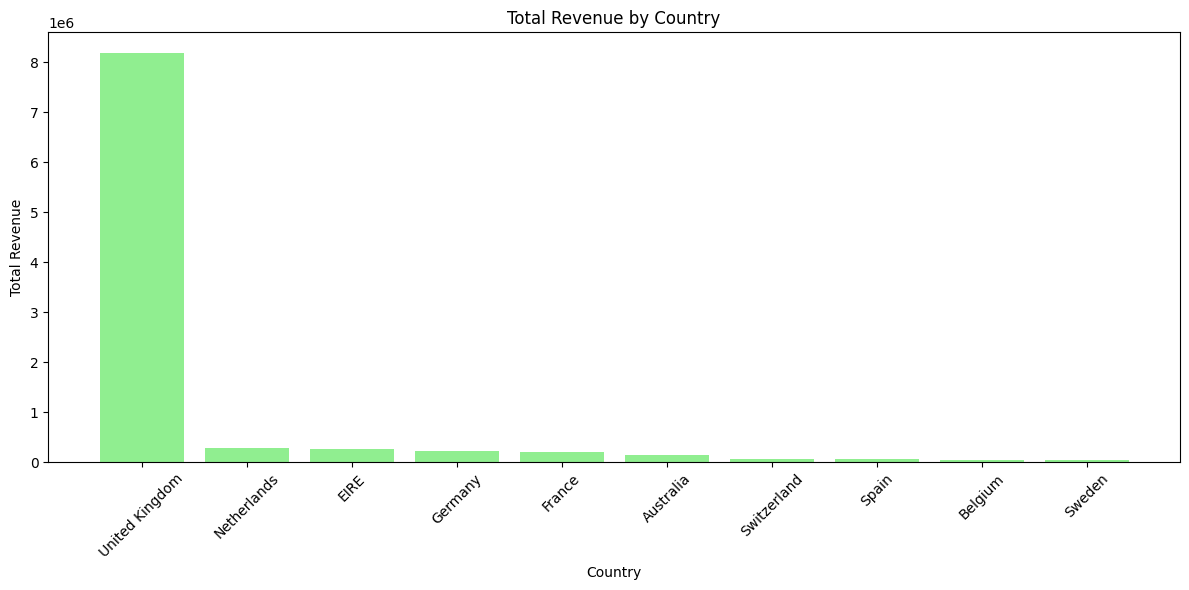 Total Revenue by Country
1e6
8
7
6
5
4
3
2
1
0
Total Revenue
United Kingdom
Netherlands
EIRE
Germany
France
Australia
Switzerland
Spain
Belgium
Sweden
Country